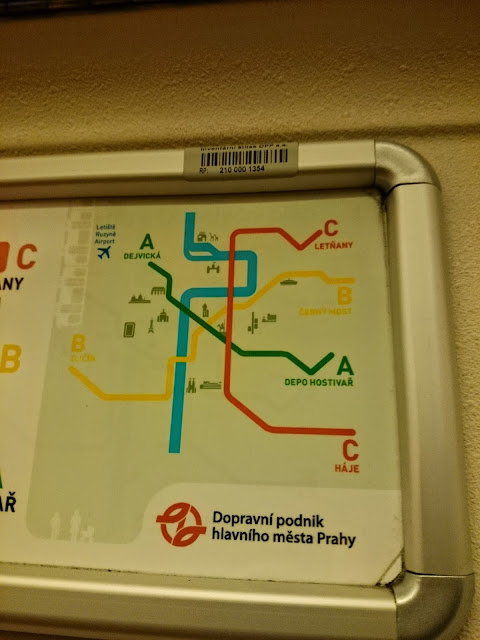 RP: 210 000 1354
C
ANY
B
A
AŘ
Letiště
Ruzyně
Airport
A
DEJVICKÁ
C
LETŇANY
B
ČERNÝ MOST
B
ZLIČÍN
A
DEPO HOSTIVAŘ
C
HÁJE
Dopravní podnik
hlavního města Prahy